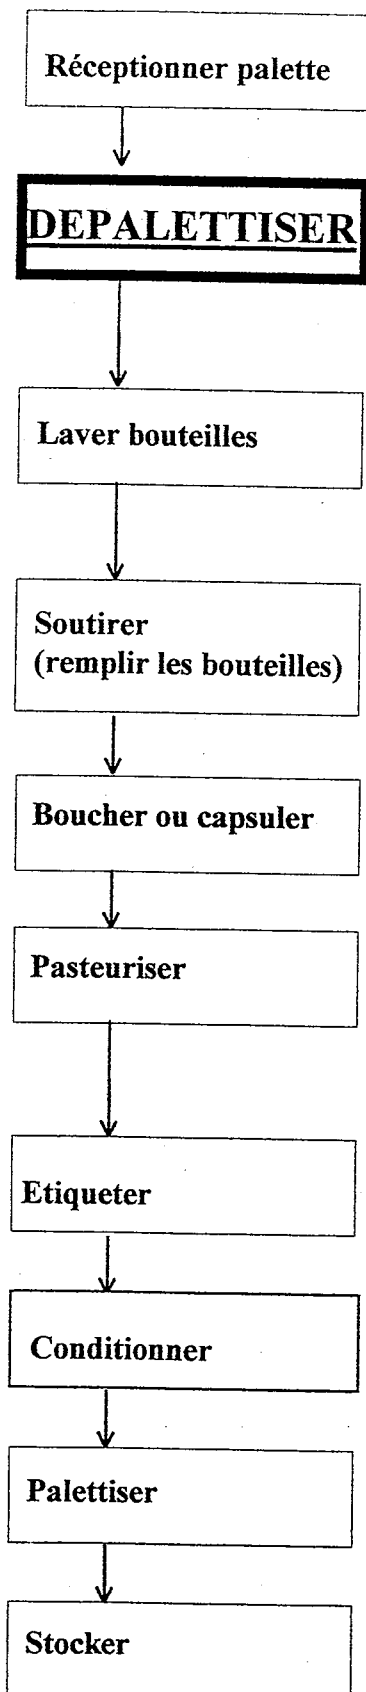 Réceptionner palette
DEPALETTISER
Laver bouteilles
Soutirer
(remplir les bouteilles)
Boucher ou capsuler
Pasteuriser
Etiqueter
Conditionner
Palettiser
Stocker